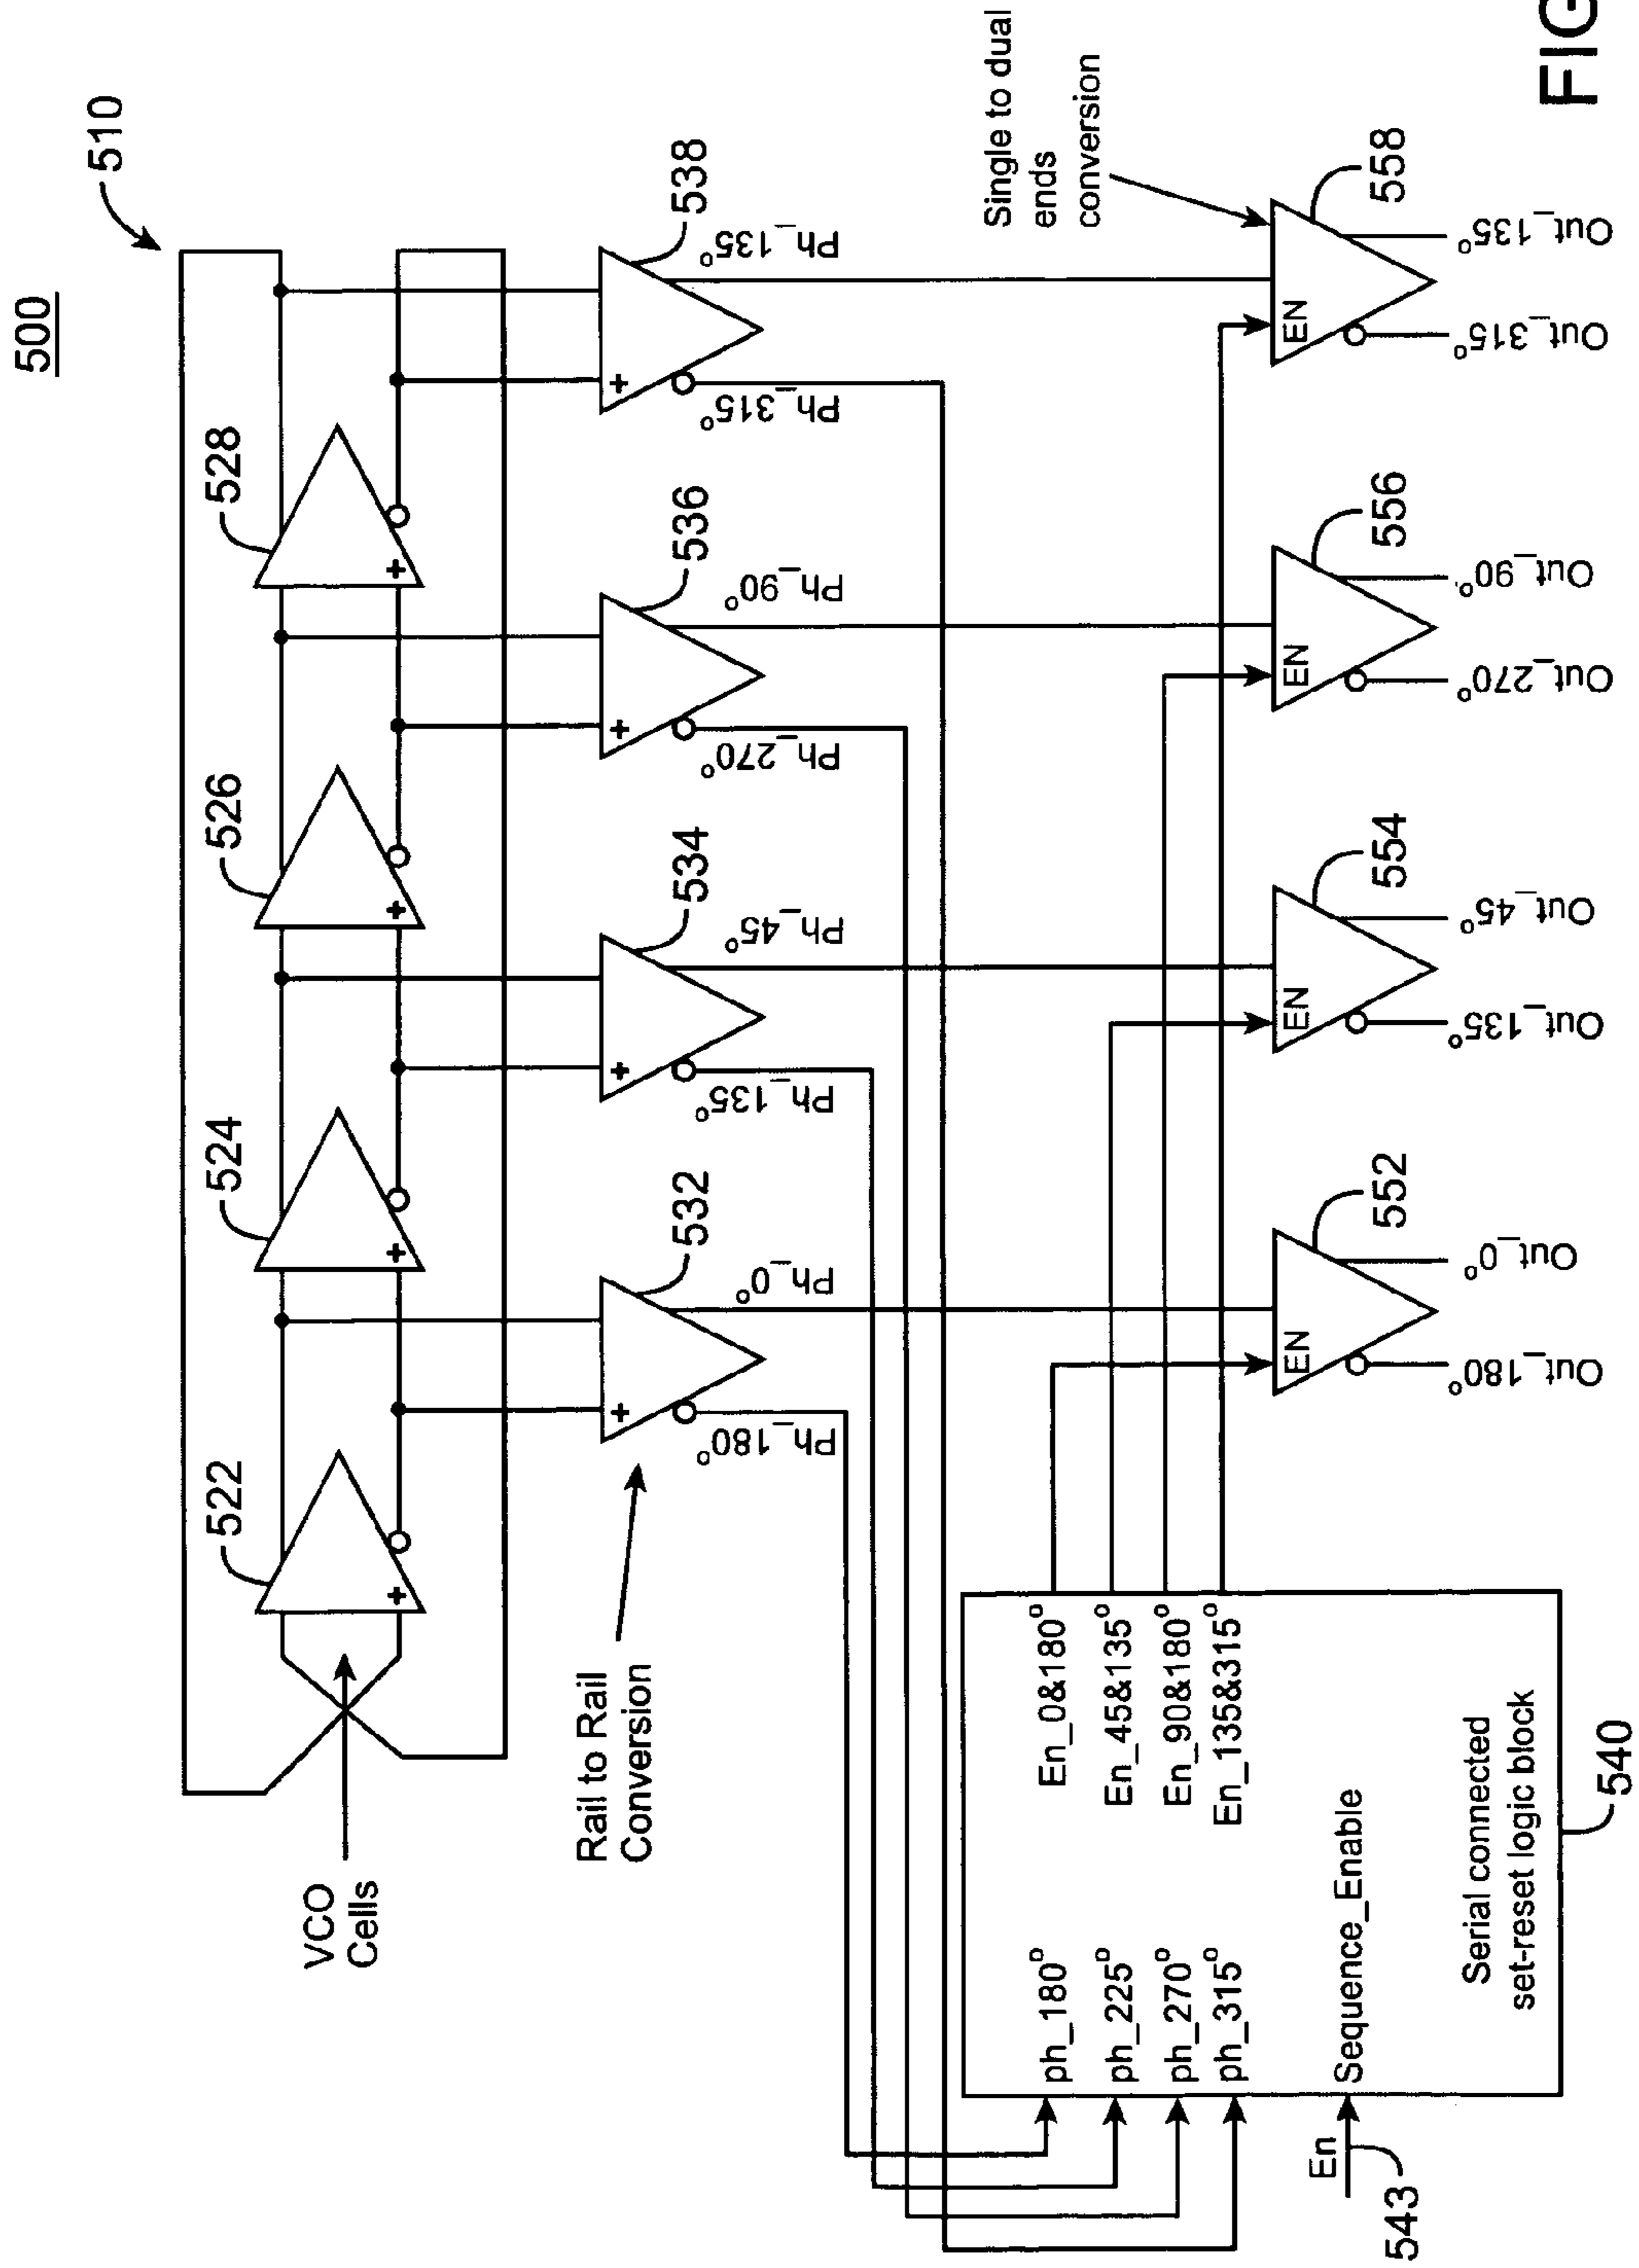 500
510
522
524
526
528
VCO
Cells
Rail to Rail
Conversion
532
534
536
538
+
+
+
+
+
+
+
+
Ph_180°
Ph_0°
Ph_135°
Ph_45°
Ph_270°
Ph_90°
Ph_315°
Ph_135°
Single to dual
ends
conversion
ph_180°
ph_225°
ph_270°
ph_315°
En_0&180°
En_45&135°
En_90&180°
En_135&315°
En
543
Sequence_Enable
Serial connected
set-reset logic block
540
EN
EN
EN
EN
552
554
556
558
Out_180°
Out_0°
Out_135°
Out_45°
Out_270°
Out_90°
Out_315°
Out_135°
FIG